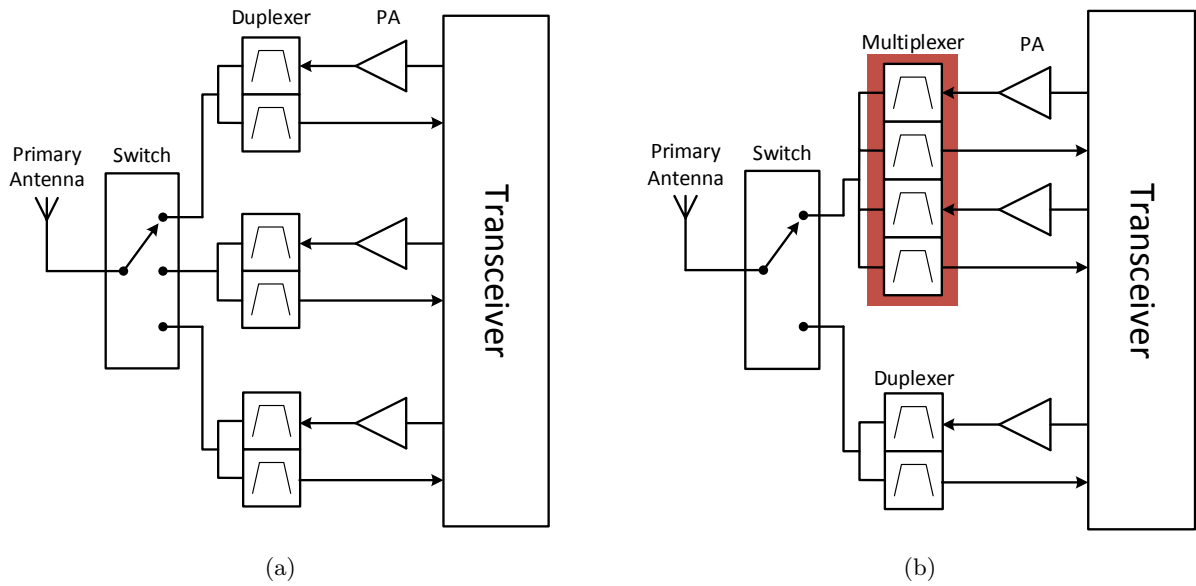 Duplexer
PA
Primary
Antenna
Switch
Transceiver
(a)
Multiplexer
PA
Primary
Antenna
Switch
Duplexer
Transceiver
(b)